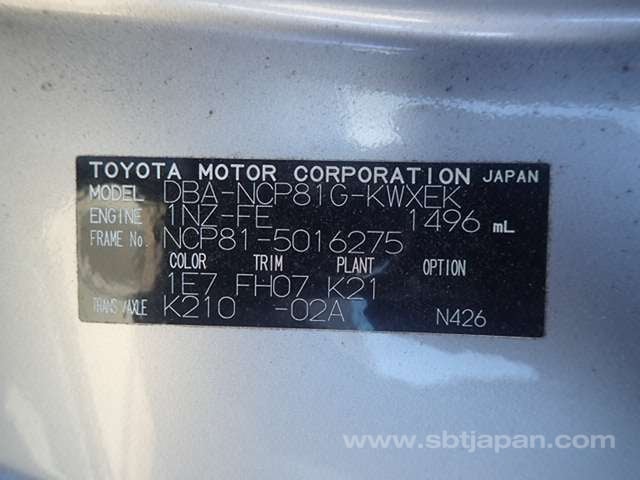 TOYOTA MOTOR CORPORATION JAPAN
MODEL DBA-NCP81G-KWXEK
ENGINE 1NZ-FE 1496 mL
FRAME No. NCP81-5016275
COLOR TRIM PLANT OPTION
1E7 FH07 K21
TRANS/AXLE K210 -02A N426
www.sbtjapan.com